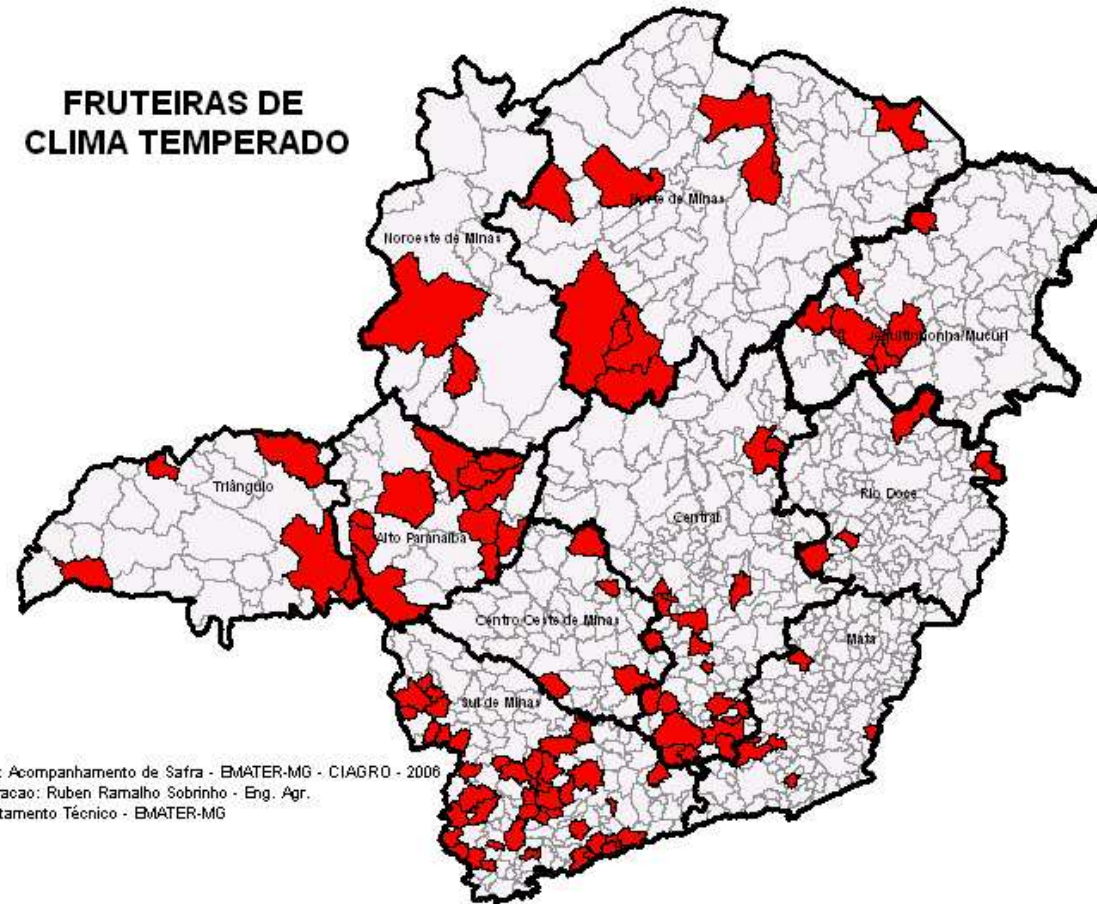 FRUTEIRAS DE
CLIMA TEMPERADO
Norte de Minas
Noroeste de Minas
Jequitinhonha/Mucuri
Triângulo
Rio Doce
Central
Alto Paranaíba
Centro Oeste de Minas
Mata
Sul de Minas
: Acompanhamento de Safra - EMATER-MG - CIAGRO - 2006
racao: Ruben Ramalho Sobrinho - Eng. Agr.
tamento Técnico - EMATER-MG